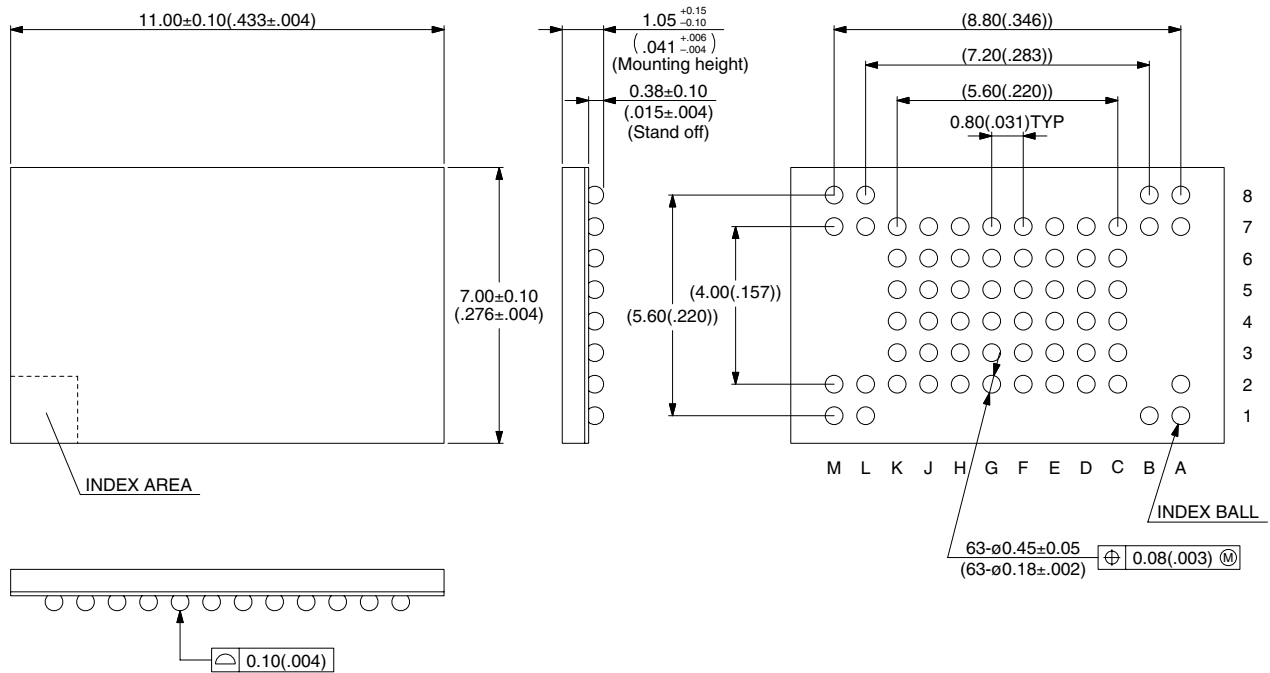 11.00±0.10(.433±.004)
1.05 +0.15 -0.10
(.041 +.006 -.004)
(Mounting height)
0.38±0.10
(.015±.004)
(Stand off)
(8.80(.346))
(7.20(.283))
(5.60(.220))
0.80(.031)TYP
7.00±0.10
(.276±.004)
(5.60(.220))
(4.00(.157))
8
7
6
5
4
3
2
1
M L K J H G F E D C B A
INDEX AREA
INDEX BALL
63-ø0.45±0.05
(63-ø0.18±.002)
⌖ 0.08(.003) Ⓜ
⌓ 0.10(.004)